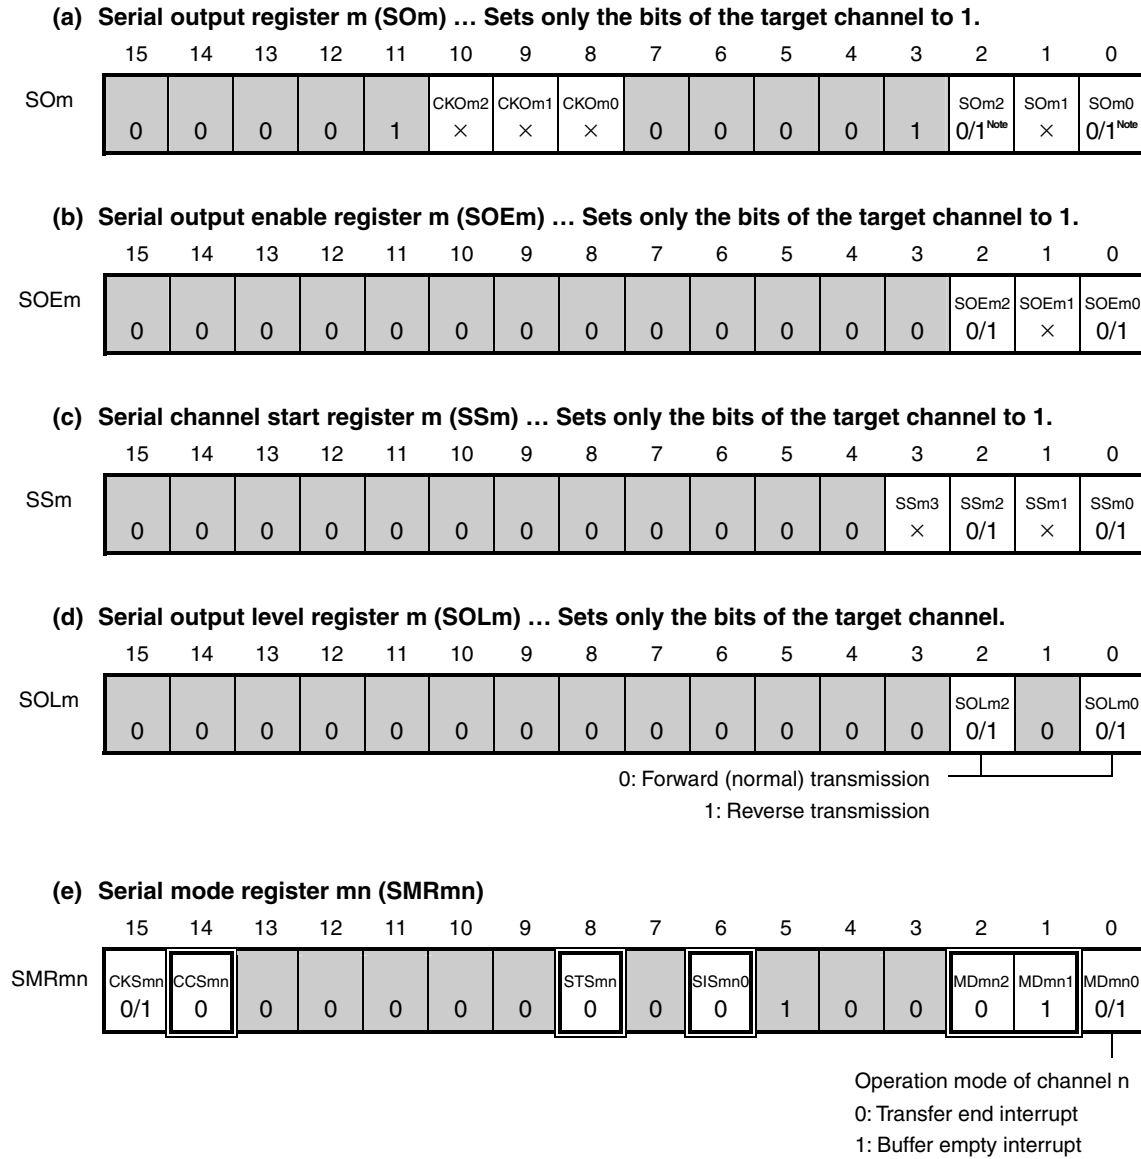 (a) Serial output register m (SOm) … Sets only the bits of the target channel to 1.
15 14 13 12 11 10 9 8 7 6 5 4 3 2 1 0
SOm
CKOm2 CKOm1 CKOm0 SOm2 SOm1 SOm0
0 0 0 0 1 × × × 0 0 0 0 1 0/1Note × 0/1Note
(b) Serial output enable register m (SOEm) … Sets only the bits of the target channel to 1.
15 14 13 12 11 10 9 8 7 6 5 4 3 2 1 0
SOEm
SOEm2 SOEm1 SOEm0
0 0 0 0 0 0 0 0 0 0 0 0 0 0/1 × 0/1
(c) Serial channel start register m (SSm) … Sets only the bits of the target channel to 1.
15 14 13 12 11 10 9 8 7 6 5 4 3 2 1 0
SSm
SSm3 SSm2 SSm1 SSm0
0 0 0 0 0 0 0 0 0 0 0 0 × 0/1 × 0/1
(d) Serial output level register m (SOLm) … Sets only the bits of the target channel.
15 14 13 12 11 10 9 8 7 6 5 4 3 2 1 0
SOLm
SOLm2 SOLm0
0 0 0 0 0 0 0 0 0 0 0 0 0 0/1 0 0/1
0: Forward (normal) transmission
1: Reverse transmission
(e) Serial mode register mn (SMRmn)
15 14 13 12 11 10 9 8 7 6 5 4 3 2 1 0
SMRmn
CKSmn CCSmn STSmn SISmn0 MDmn2 MDmn1 MDmn0
0/1 0 0 0 0 0 0 0 0 0 1 0 0 0 1 0/1
Operation mode of channel n
0: Transfer end interrupt
1: Buffer empty interrupt